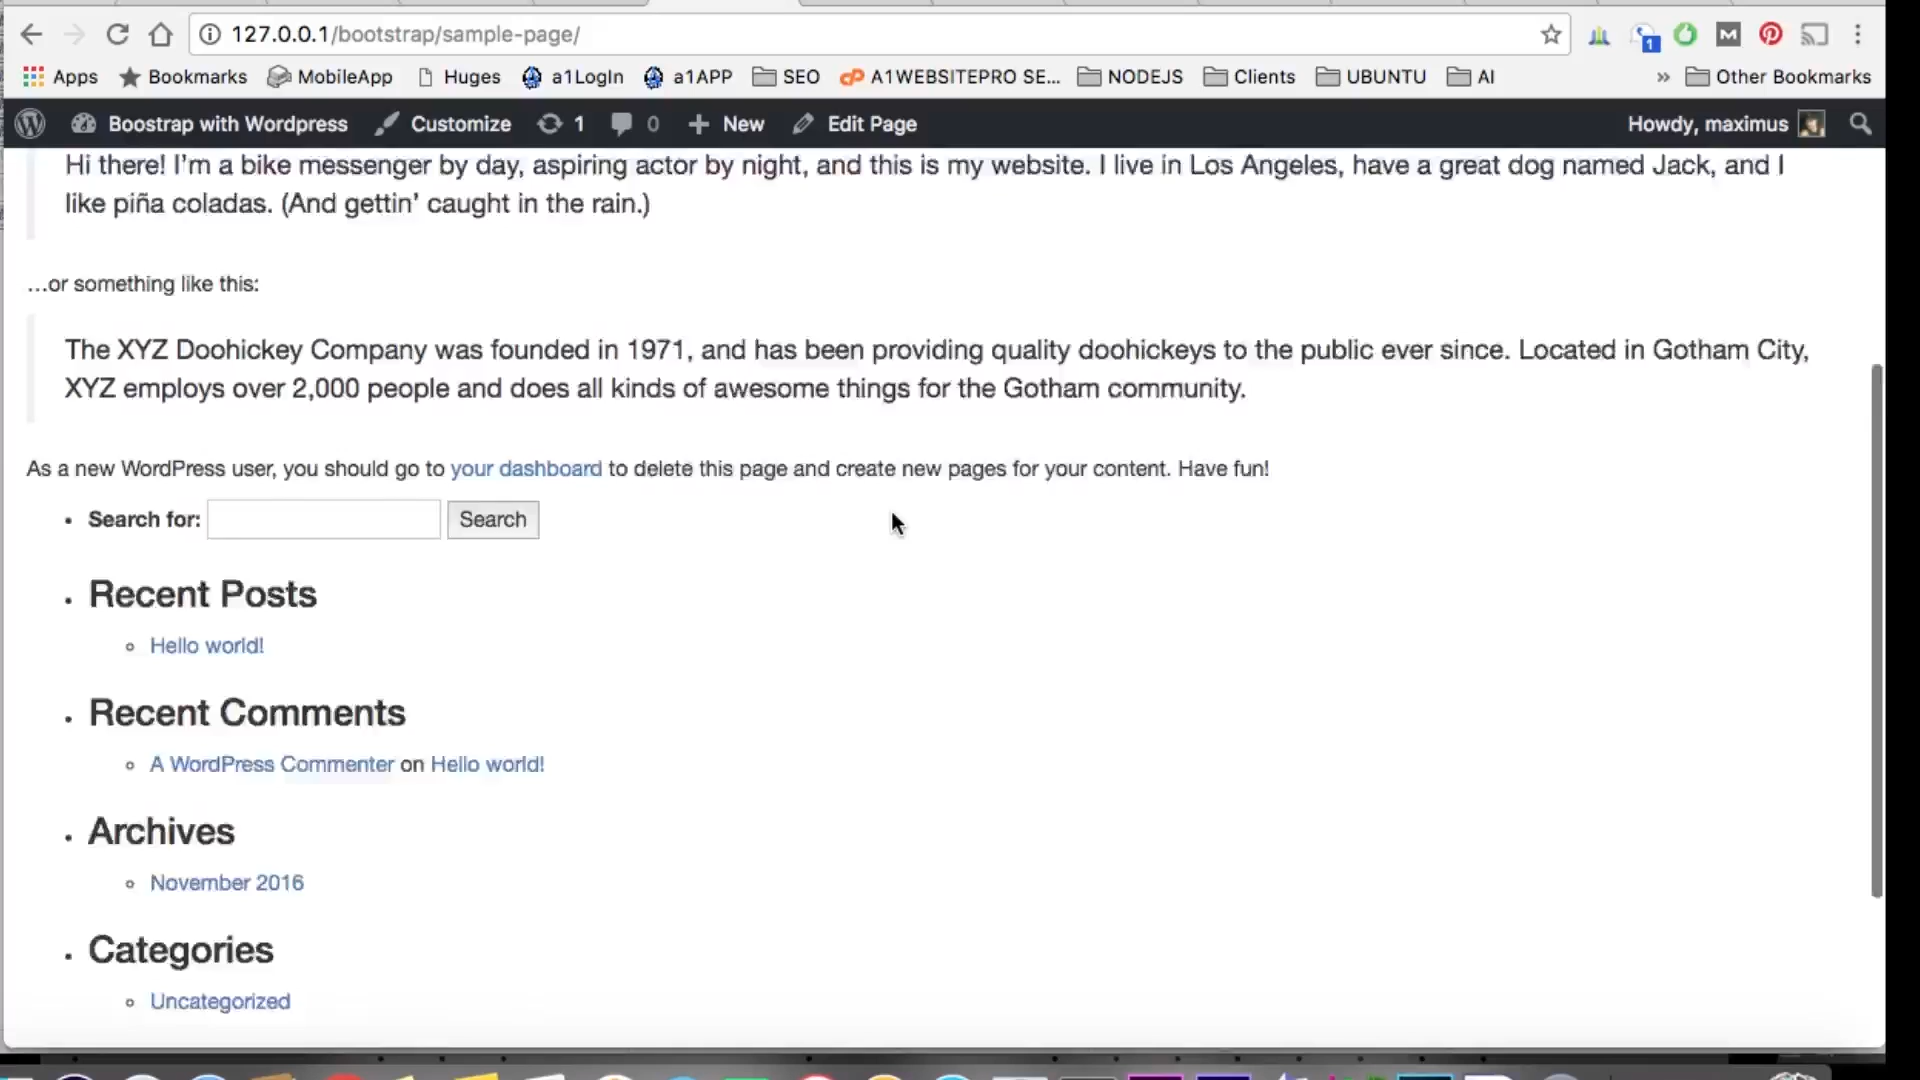 127.0.0.1/bootstrap/sample-page/
1
Apps Bookmarks MobileApp Huges a1LogIn a1APP SEO A1WEBSITEPRO SE... NODEJS Clients UBUNTU AI » Other Bookmarks
Boostrap with Wordpress Customize 1 0 New Edit Page Howdy, maximus
Hi there! I’m a bike messenger by day, aspiring actor by night, and this is my website. I live in Los Angeles, have a great dog named Jack, and I
like piña coladas. (And gettin’ caught in the rain.)
…or something like this:
The XYZ Doohickey Company was founded in 1971, and has been providing quality doohickeys to the public ever since. Located in Gotham City,
XYZ employs over 2,000 people and does all kinds of awesome things for the Gotham community.
As a new WordPress user, you should go to your dashboard to delete this page and create new pages for your content. Have fun!
Search for: Search
Recent Posts
Hello world!
Recent Comments
A WordPress Commenter on Hello world!
Archives
November 2016
Categories
Uncategorized